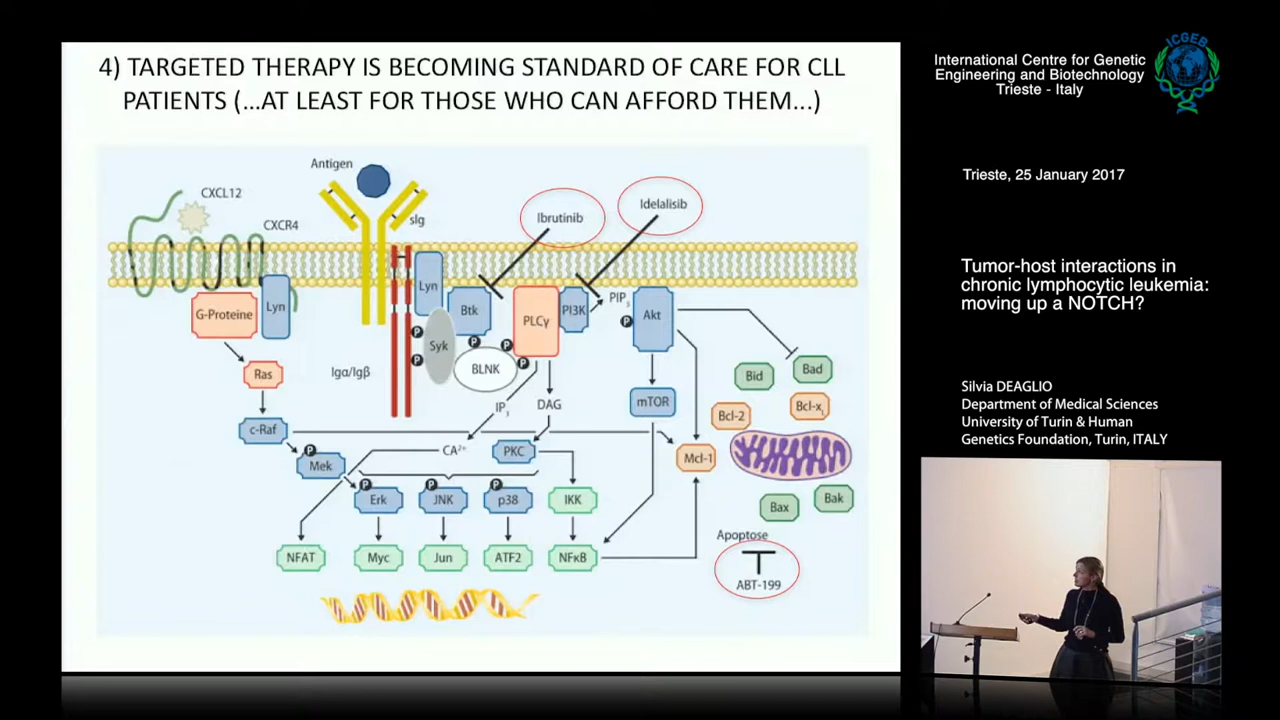 4) TARGETED THERAPY IS BECOMING STANDARD OF CARE FOR CLL
PATIENTS (...AT LEAST FOR THOSE WHO CAN AFFORD THEM...)
Antigen
CXCL12
CXCR4
sIg
Ibrutinib
Idelalisib
Lyn
G-Proteine
Lyn
Btk
PLCγ
PI3K
PIP3
Akt
P
P
P
P
P
P
Syk
BLNK
Ras
Igα/Igβ
IP3
DAG
mTOR
Bid
Bad
Bcl-2
Bcl-xL
c-Raf
CA2+
PKC
Mcl-1
P
Mek
P
P
P
Erk
JNK
p38
IKK
Bax
Bak
NFAT
Myc
Jun
ATF2
NFκB
Apoptose
ABT-199
ICGEB
International Centre for Genetic
Engineering and Biotechnology
Trieste - Italy
Trieste, 25 January 2017
Tumor-host interactions in
chronic lymphocytic leukemia:
moving up a NOTCH?
Silvia DEAGLIO
Department of Medical Sciences
University of Turin & Human
Genetics Foundation, Turin, ITALY